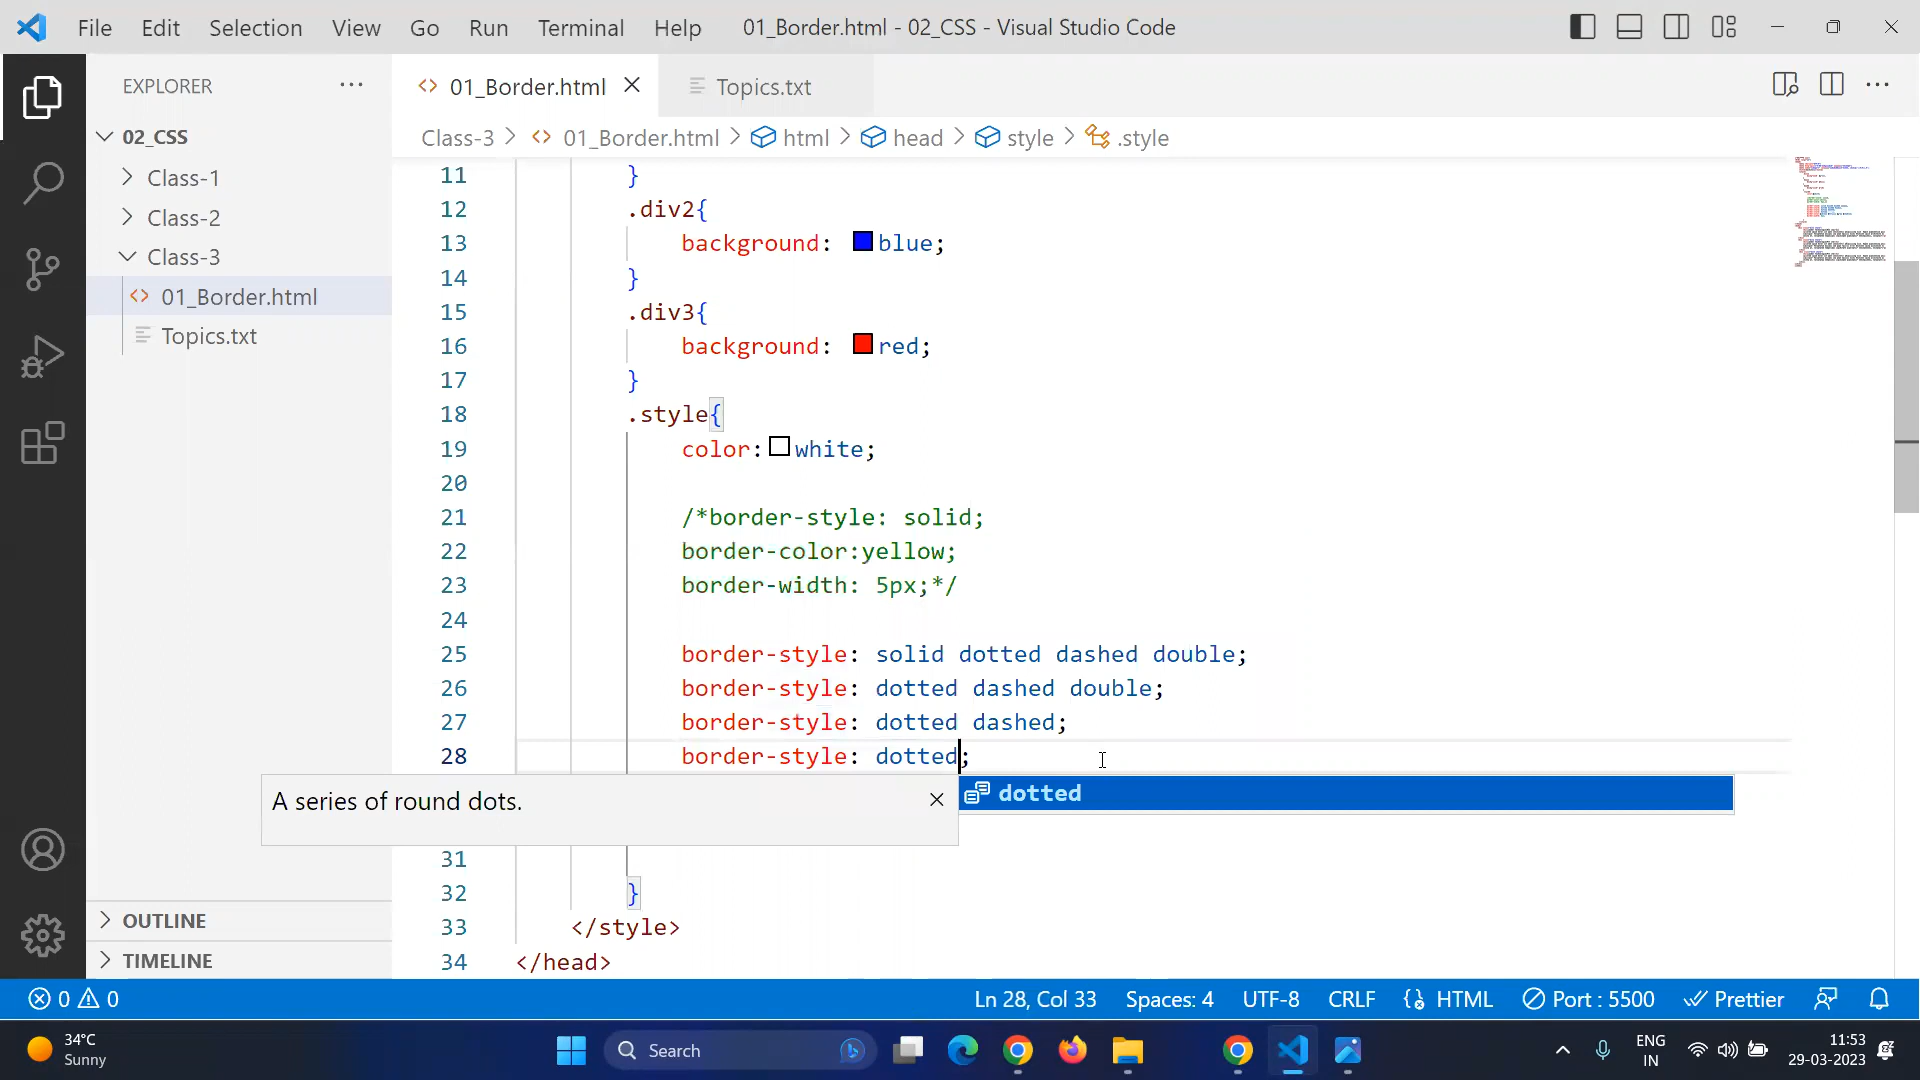 File Edit Selection View Go Run Terminal Help 01_Border.html - 02_CSS - Visual Studio Code
EXPLORER
02_CSS
Class-1
Class-2
Class-3
01_Border.html
Topics.txt
OUTLINE
TIMELINE
01_Border.html Topics.txt
Class-3 > 01_Border.html > html > head > style > .style
11 }
12 .div2{
13 background: blue;
14 }
15 .div3{
16 background: red;
17 }
18 .style{
19 color: white;
20
21 /*border-style: solid;
22 border-color:yellow;
23 border-width: 5px;*/
24
25 border-style: solid dotted dashed double;
26 border-style: dotted dashed double;
27 border-style: dotted dashed;
28 border-style: dotted;
dotted
A series of round dots.
31
32 }
33 </style>
34 </head>
0 0 Ln 28, Col 33 Spaces: 4 UTF-8 CRLF HTML Port : 5500 Prettier
34°C
Sunny
Search
ENG
IN
11:53
29-03-2023